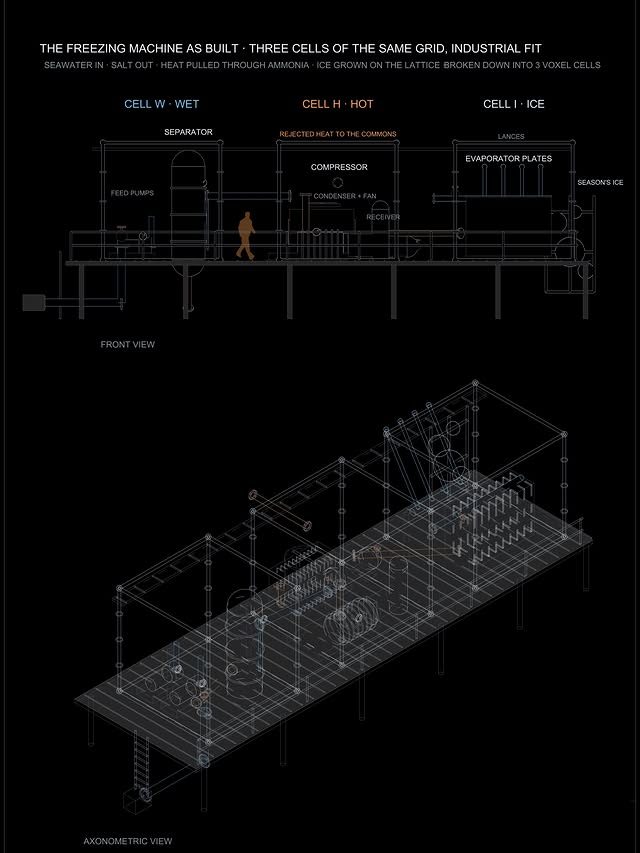 THE FREEZING MACHINE AS BUILT · THREE CELLS OF THE SAME GRID, INDUSTRIAL FIT
SEAWATER IN · SALT OUT · HEAT PULLED THROUGH AMMONIA · ICE GROWN ON THE LATTICE BROKEN DOWN INTO 3 VOXEL CELLS
CELL W · WET
CELL H · HOT
CELL I · ICE
SEPARATOR
REJECTED HEAT TO THE COMMONS
LANCES
EVAPORATOR PLATES
COMPRESSOR
SEASON'S ICE
FEED PUMPS
CONDENSER + FAN
RECEIVER
FRONT VIEW
AXONOMETRIC VIEW